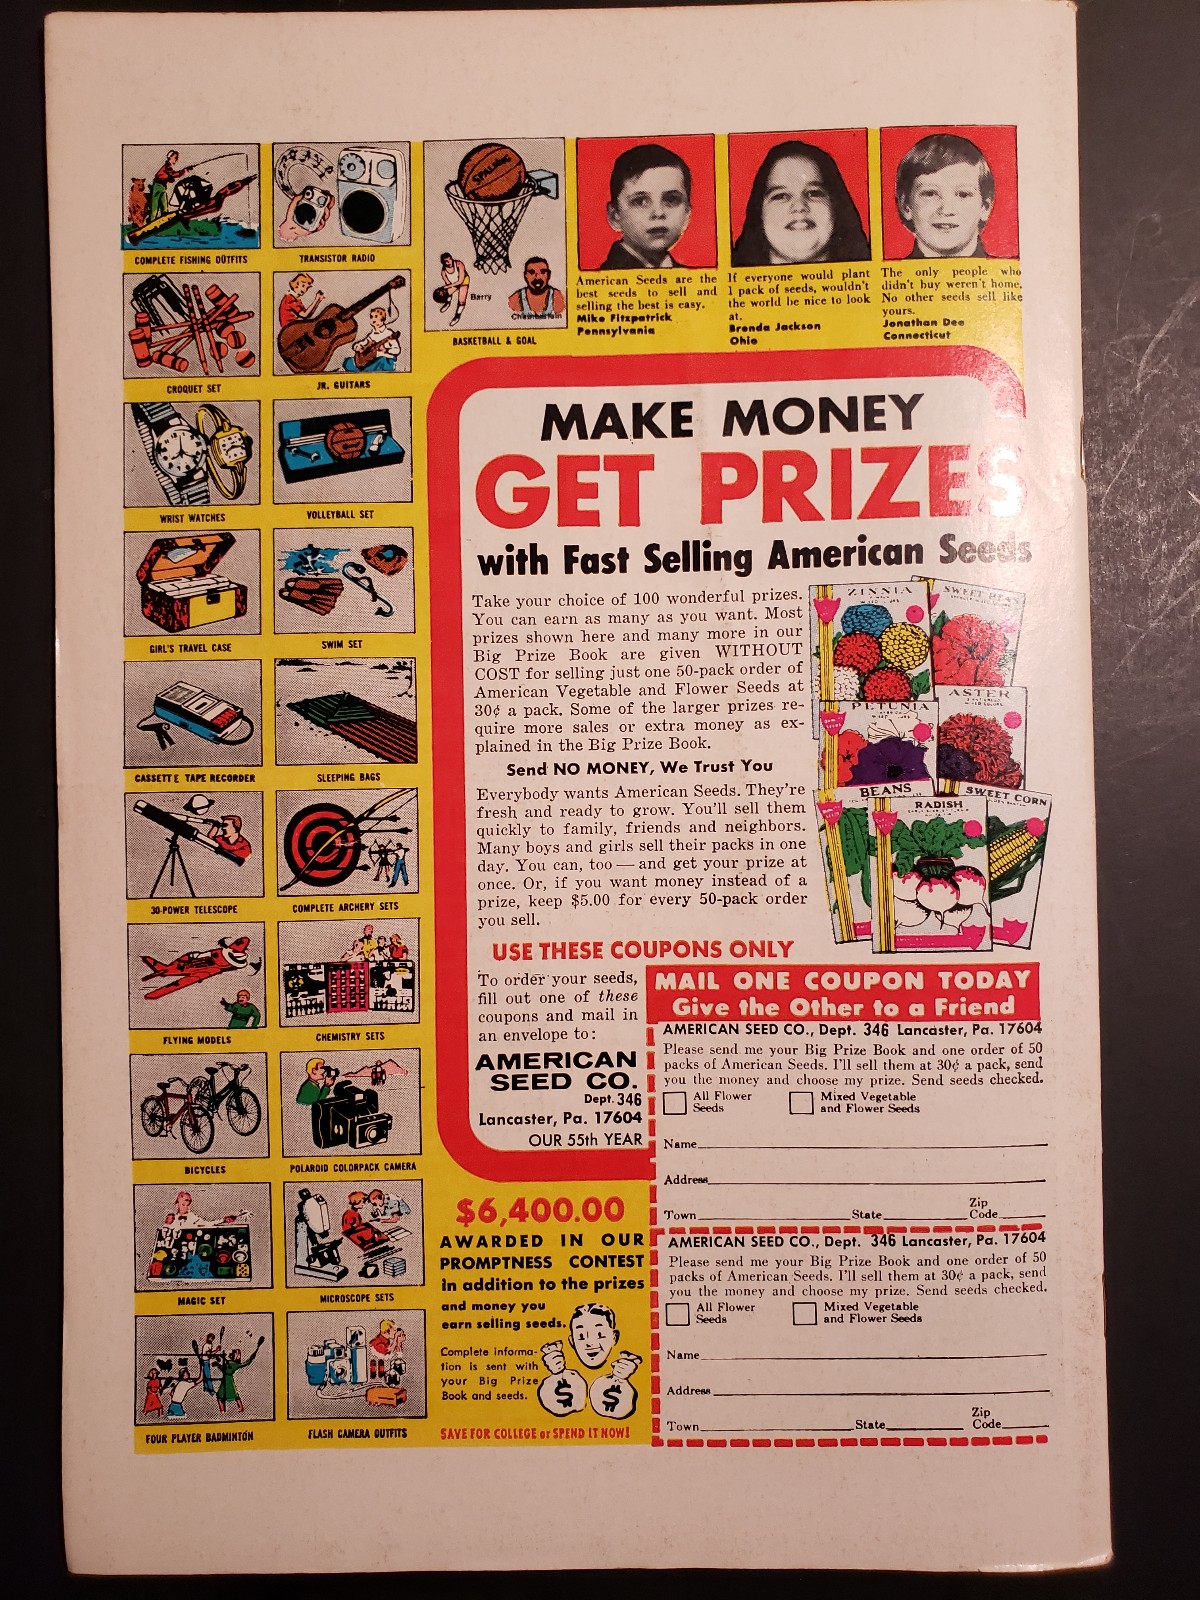 COMPLETE FISHING OUTFITS
TRANSISTOR RADIO
SPALDING
Barry
Chamberlain
BASKETBALL & GOAL
American Seeds are the
best seeds to sell and
selling the best is easy.
Mike Fitzpatrick
Pennsylvania
If everyone would plant
1 pack of seeds, wouldn't
the world be nice to look
at.
Brenda Jackson
Ohio
The only people who
didn't buy weren't home.
No other seeds sell like
yours.
Jonathan Dee
Connecticut
CROQUET SET
JR. GUITARS
WRIST WATCHES
VOLLEYBALL SET
GIRL'S TRAVEL CASE
SWIM SET
CASSETTE TAPE RECORDER
SLEEPING BAGS
30-POWER TELESCOPE
COMPLETE ARCHERY SETS
FLYING MODELS
CHEMISTRY SETS
BICYCLES
POLAROID COLORPACK CAMERA
MAGIC SET
MICROSCOPE SETS
FOUR PLAYER BADMINTON
FLASH CAMERA OUTFITS
MAKE MONEY
GET PRIZES
with Fast Selling American Seeds
Take your choice of 100 wonderful prizes.
You can earn as many as you want. Most
prizes shown here and many more in our
Big Prize Book are given WITHOUT
COST for selling just one 50-pack order of
American Vegetable and Flower Seeds at
30¢ a pack. Some of the larger prizes re-
quire more sales or extra money as ex-
plained in the Big Prize Book.
Send NO MONEY, We Trust You
Everybody wants American Seeds. They're
fresh and ready to grow. You'll sell them
quickly to family, friends and neighbors.
Many boys and girls sell their packs in one
day. You can, too — and get your prize at
once. Or, if you want money instead of a
prize, keep $5.00 for every 50-pack order
you sell.
ZINNIA
SWEET PEAS
ASTER
PETUNIA
BEANS
RADISH
SWEET CORN
USE THESE COUPONS ONLY
To order your seeds,
fill out one of these
coupons and mail in
an envelope to:
AMERICAN
SEED CO.
Dept. 346
Lancaster, Pa. 17604
OUR 55th YEAR
MAIL ONE COUPON TODAY
Give the Other to a Friend
AMERICAN SEED CO., Dept. 346 Lancaster, Pa. 17604
Please send me your Big Prize Book and one order of 50
packs of American Seeds. I'll sell them at 30¢ a pack, send
you the money and choose my prize. Send seeds checked.
All Flower
Seeds
Mixed Vegetable
and Flower Seeds
Name
Address
Town State Zip
Code
AMERICAN SEED CO., Dept. 346 Lancaster, Pa. 17604
Please send me your Big Prize Book and one order of 50
packs of American Seeds. I'll sell them at 30¢ a pack, send
you the money and choose my prize. Send seeds checked.
All Flower
Seeds
Mixed Vegetable
and Flower Seeds
Name
Address
Town State Zip
Code
$6,400.00
AWARDED IN OUR
PROMPTNESS CONTEST
in addition to the prizes
and money you
earn selling seeds.
Complete informa-
tion is sent with
your Big Prize
Book and seeds.
$ $
SAVE FOR COLLEGE or SPEND IT NOW!